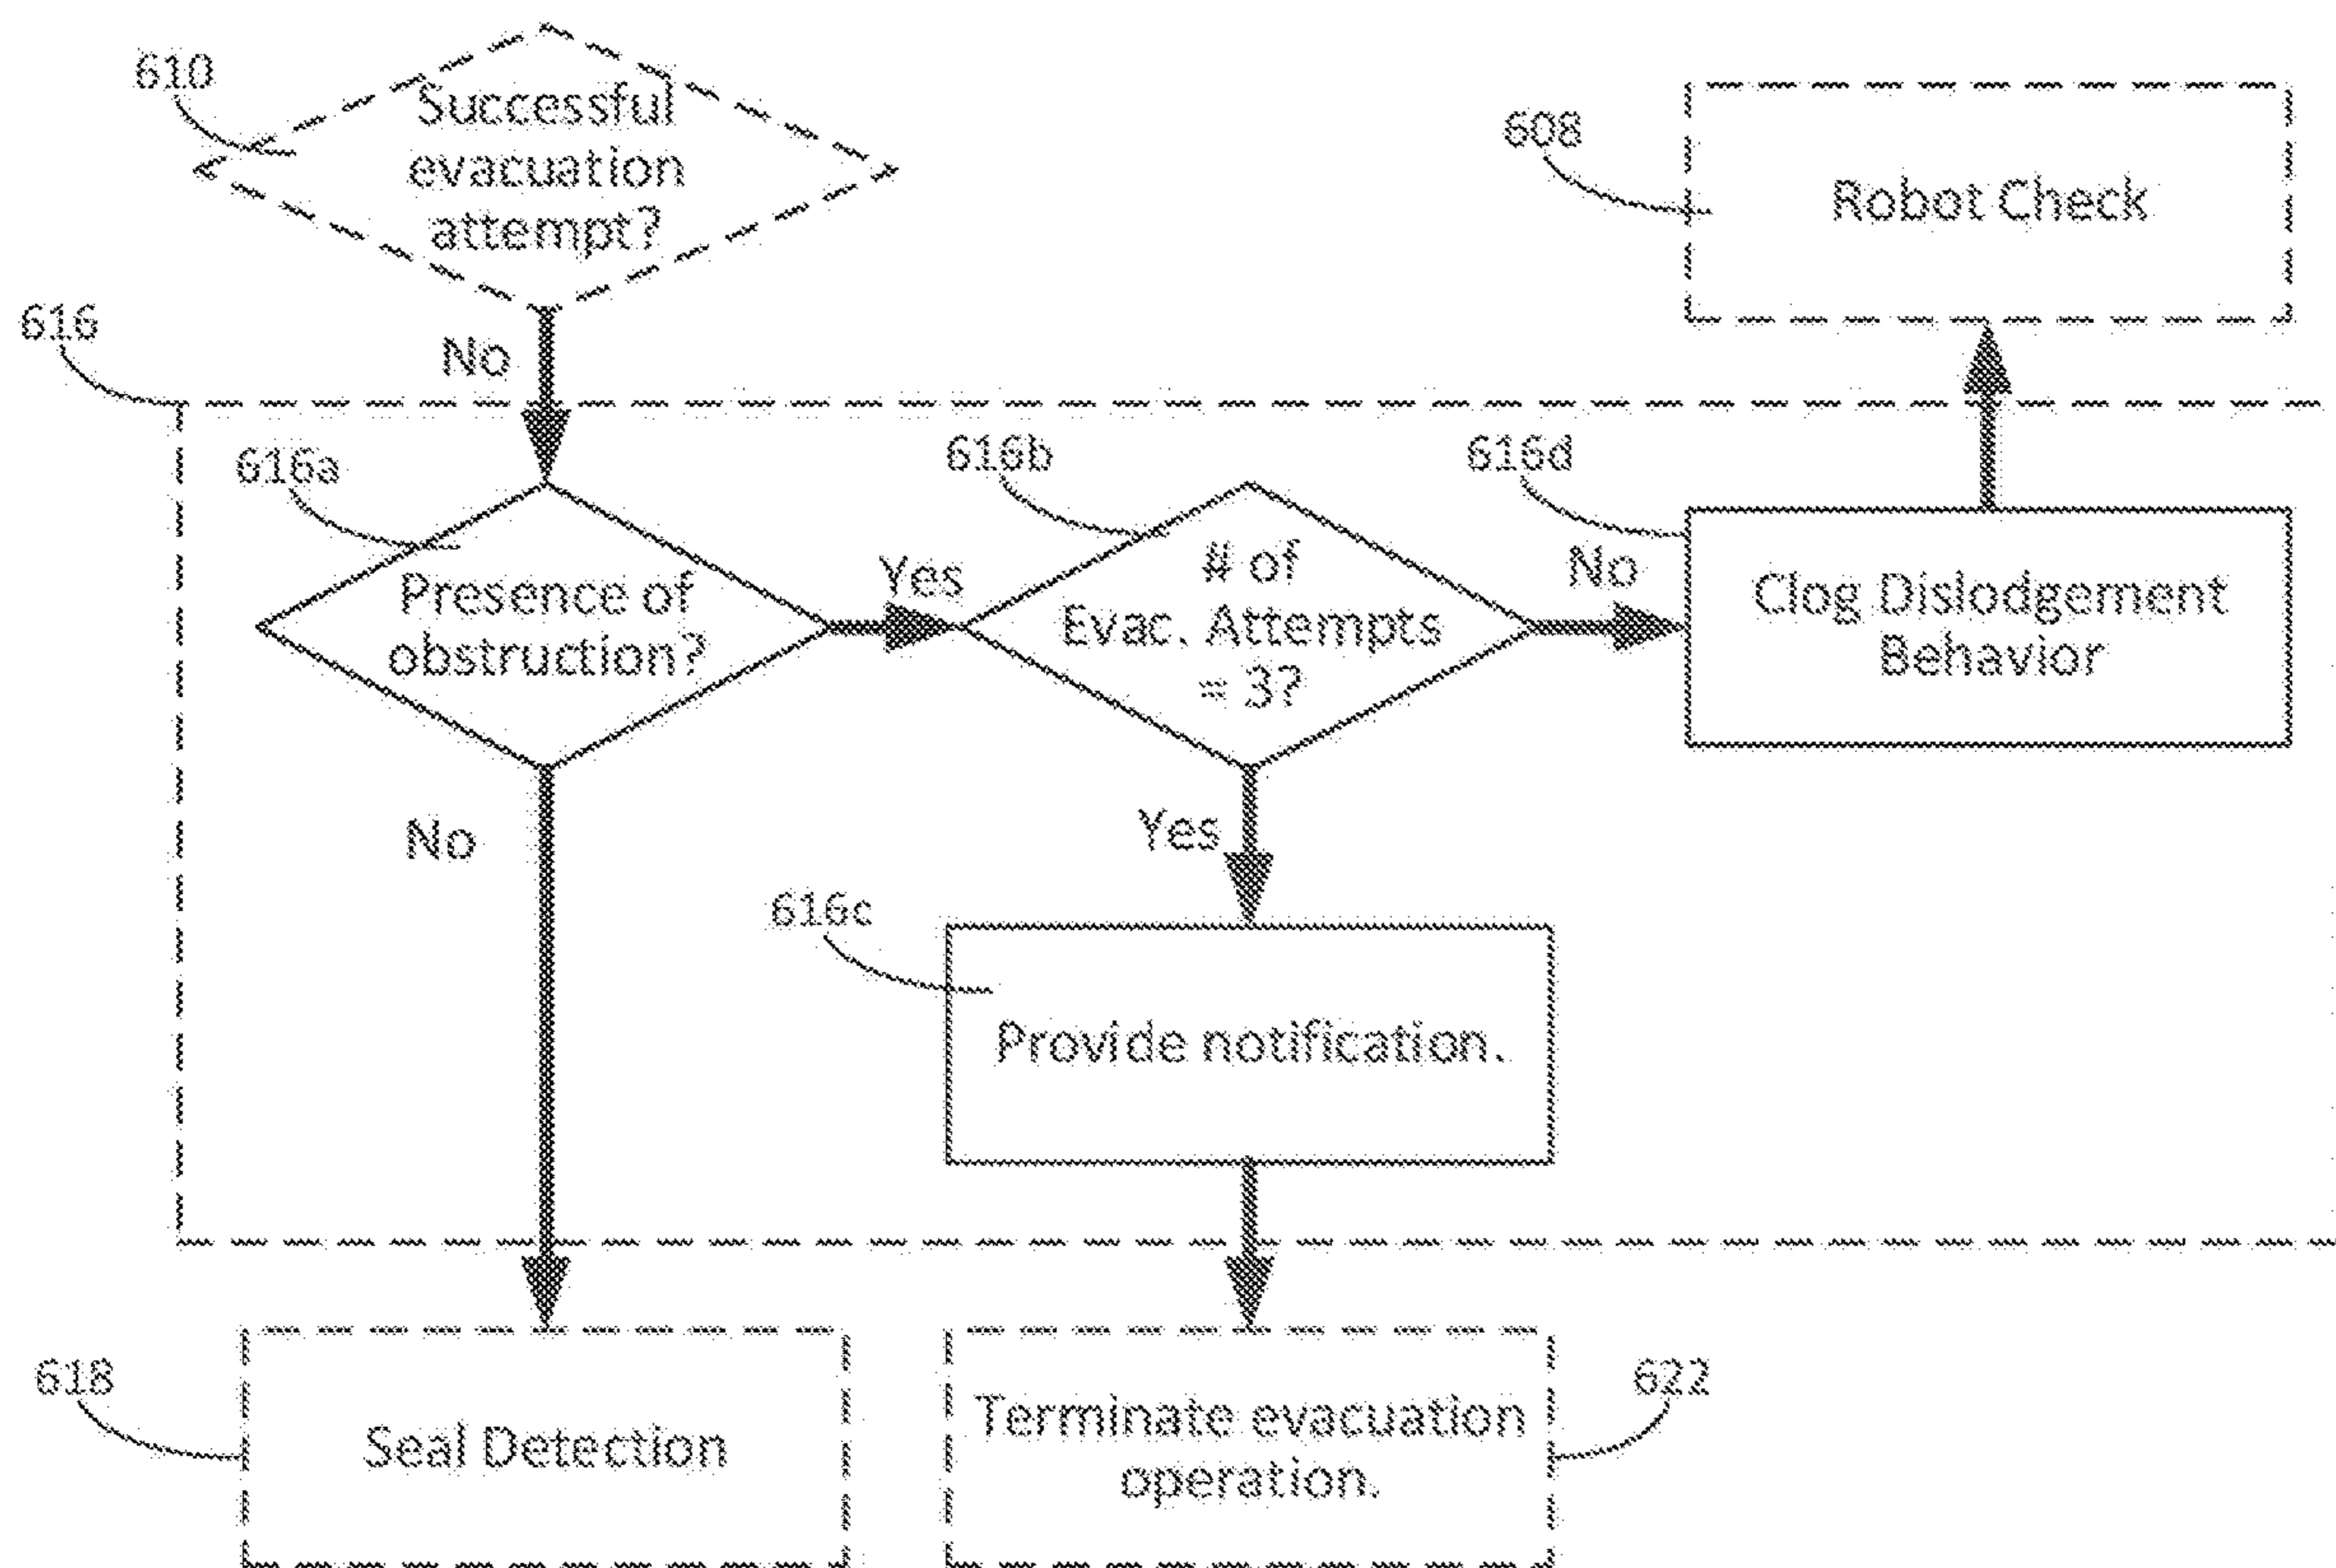 610
Successful
evacuation
attempt?
608
Robot Check
616
No
616a
Presence of
obstruction?
Yes
616b
# of
Evac. Attempts
= 3?
No
616d
Clog Dislodgement
Behavior
No
Yes
616c
Provide notification.
618
Seal Detection
Terminate evacuation
operation.
622